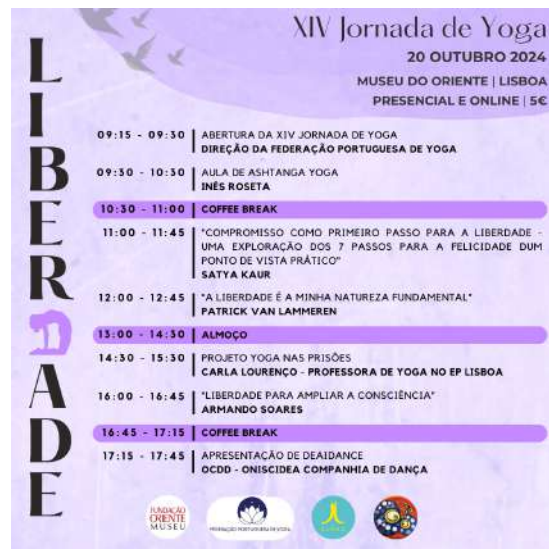 XIV Jornada de Yoga
20 OUTUBRO 2024
MUSEU DO ORIENTE | LISBOA
PRESENCIAL E ONLINE | 5€
LIBERDADE
09:15 - 09:30 | ABERTURA DA XIV JORNADA DE YOGA
DIREÇÃO DA FEDERAÇÃO PORTUGUESA DE YOGA
09:30 - 10:30 | AULA DE ASHTANGA YOGA
INÊS ROSETA
10:30 - 11:00 | COFFEE BREAK
11:00 - 11:45 | "COMPROMISSO COMO PRIMEIRO PASSO PARA A LIBERDADE -
UMA EXPLORAÇÃO DOS 7 PASSOS PARA A FELICIDADE DUM
PONTO DE VISTA PRÁTICO"
SATYA KAUR
12:00 - 12:45 | "A LIBERDADE É A MINHA NATUREZA FUNDAMENTAL"
PATRICK VAN LAMMEREN
13:00 - 14:30 | ALMOÇO
14:30 - 15:30 | PROJETO YOGA NAS PRISÕES
CARLA LOURENÇO - PROFESSORA DE YOGA NO EP LISBOA
16:00 - 16:45 | "LIBERDADE PARA AMPLIAR A CONSCIÊNCIA"
ARMANDO SOARES
16:45 - 17:15 | COFFEE BREAK
17:15 - 17:45 | APRESENTAÇÃO DE DEAIDANCE
OCDD - ONISCIDEA COMPANHIA DE DANÇA
FUNDAÇÃO
ORIENTE
MUSEU
FEDERAÇÃO PORTUGUESA DE YOGA